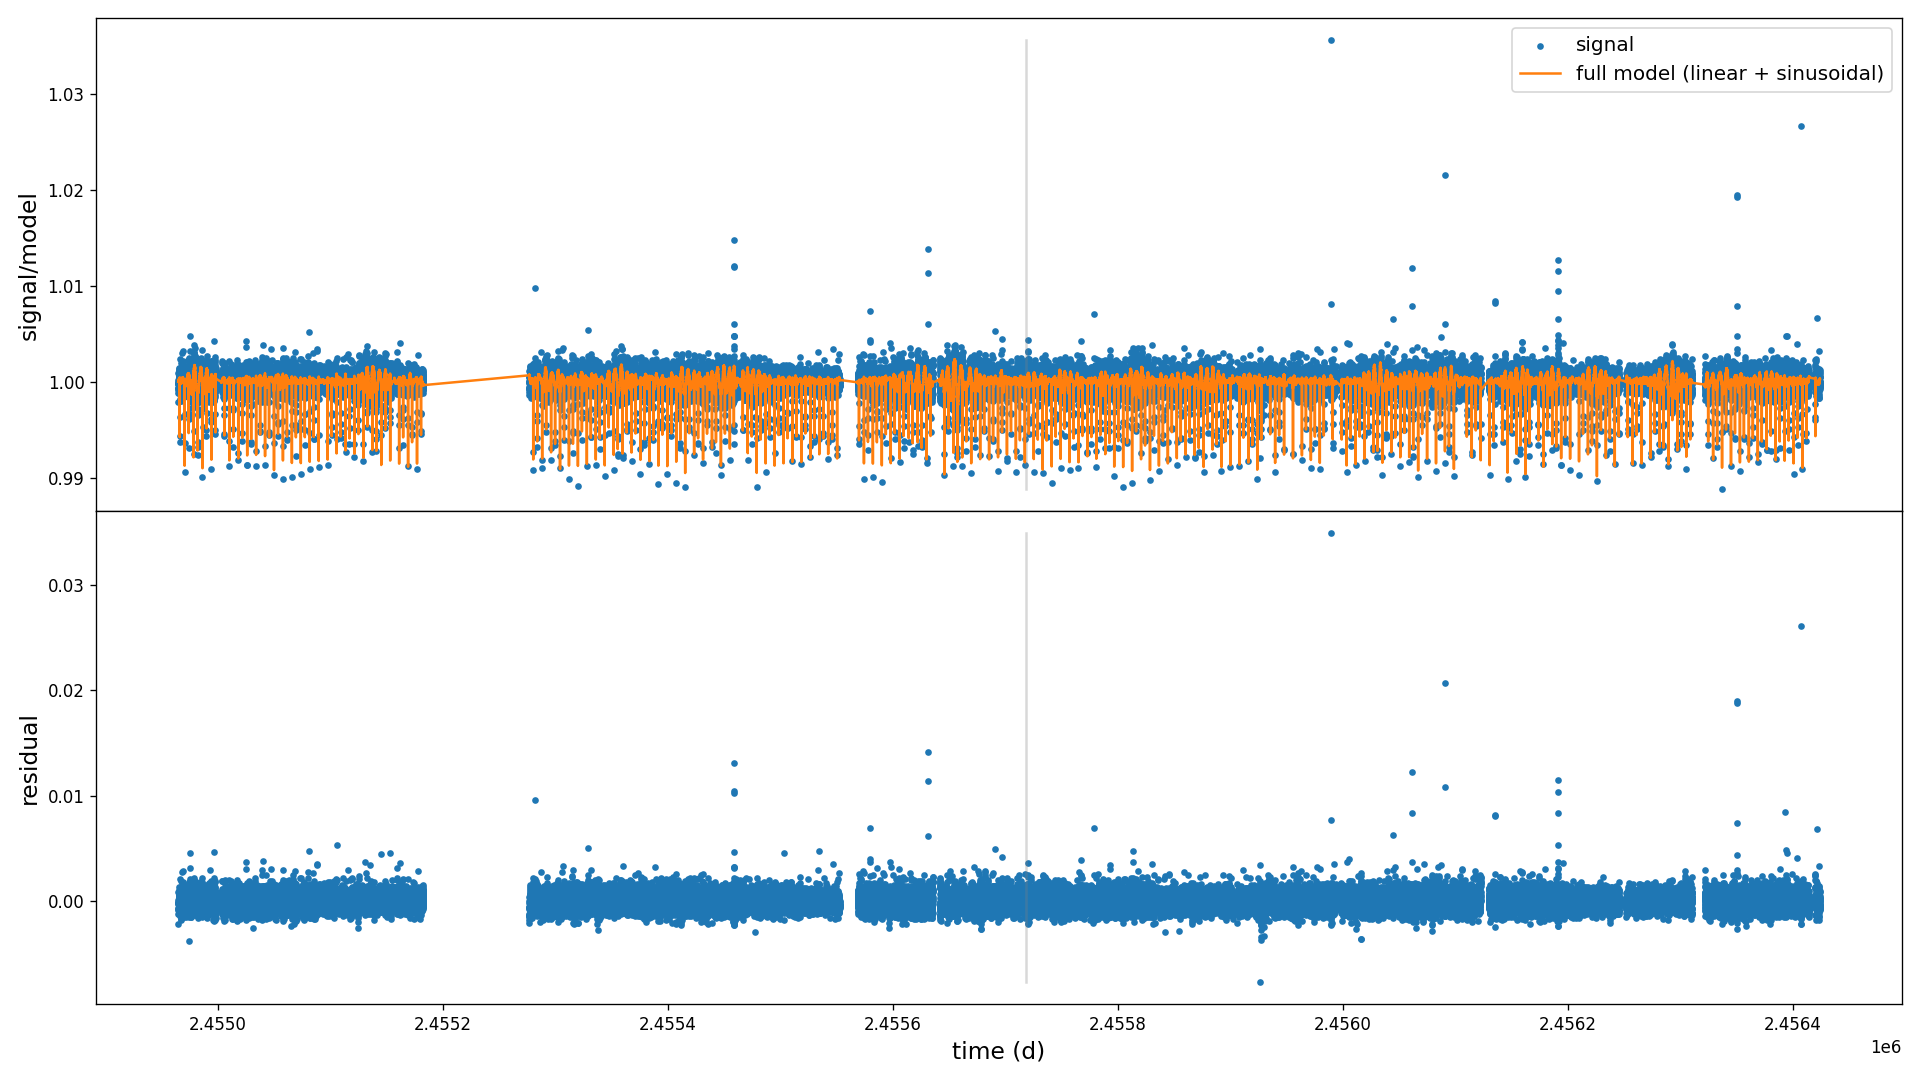 signal
full model (linear + sinusoidal)
signal/model
1.03
1.02
1.01
1.00
0.99
residual
0.03
0.02
0.01
0.00
2.4550 2.4552 2.4554 2.4556 2.4558 2.4560 2.4562 2.4564
1e6
time (d)